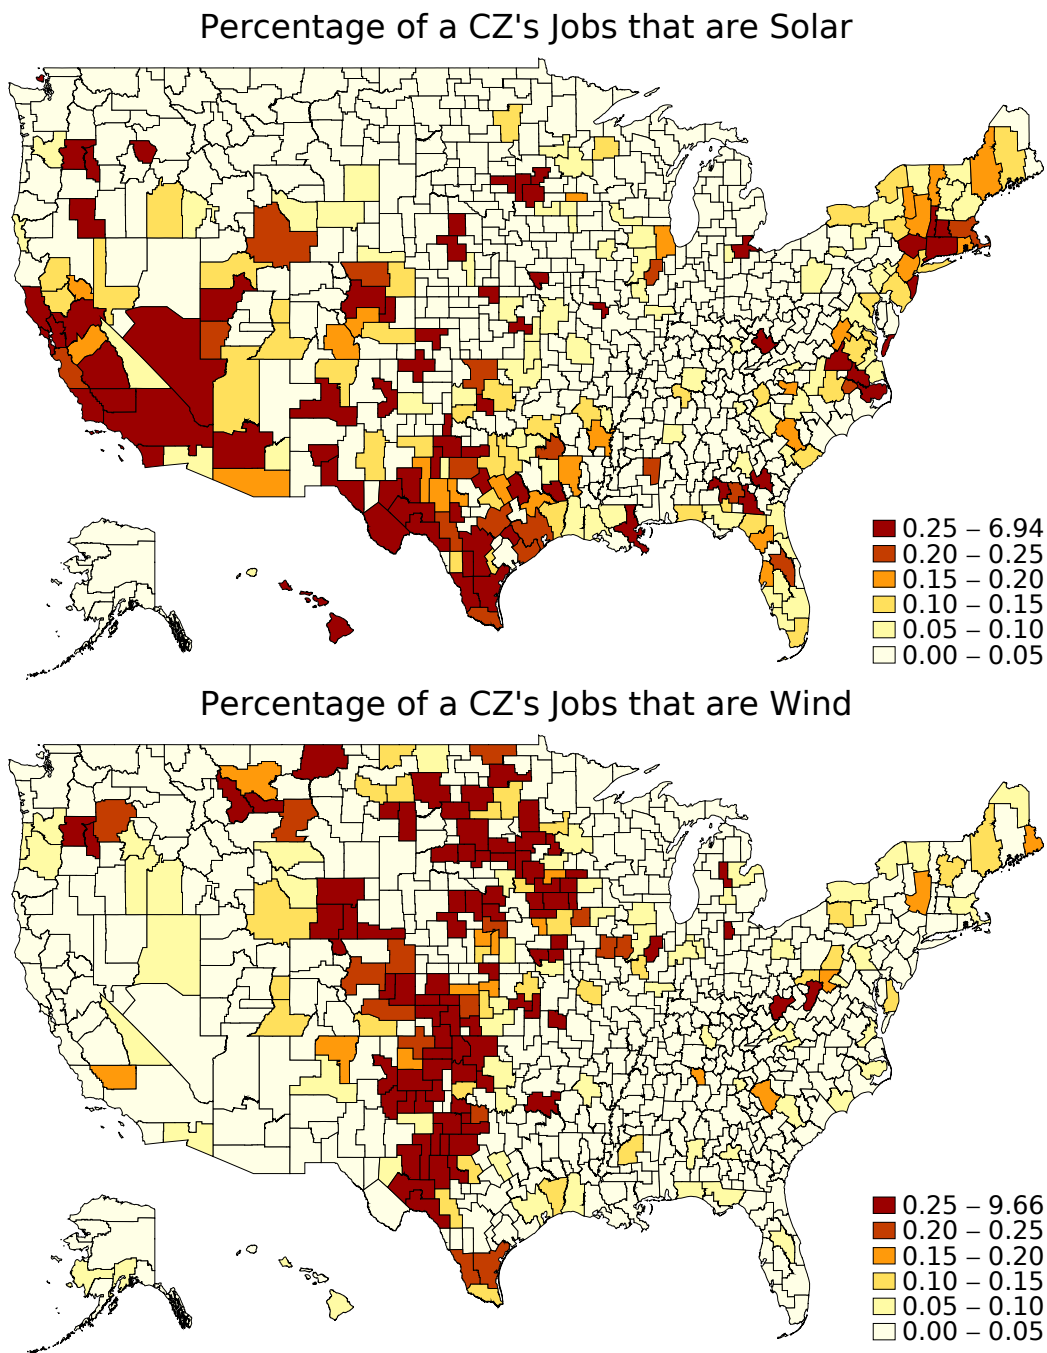 Percentage of a CZ's Jobs that are Solar
0.25 – 6.94
0.20 – 0.25
0.15 – 0.20
0.10 – 0.15
0.05 – 0.10
0.00 – 0.05
Percentage of a CZ's Jobs that are Wind
0.25 – 9.66
0.20 – 0.25
0.15 – 0.20
0.10 – 0.15
0.05 – 0.10
0.00 – 0.05